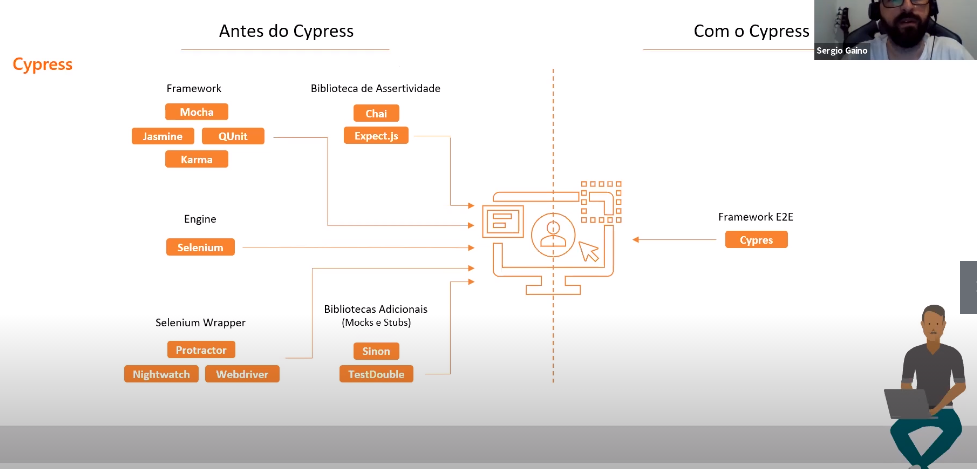 Antes do Cypress
Com o Cypress
Sergio Gaino
Cypress
Framework
Mocha
Jasmine
QUnit
Karma
Biblioteca de Assertividade
Chai
Expect.js
Engine
Selenium
Framework E2E
Cypres
Selenium Wrapper
Protractor
Nightwatch
Webdriver
Bibliotecas Adicionais
(Mocks e Stubs)
Sinon
TestDouble